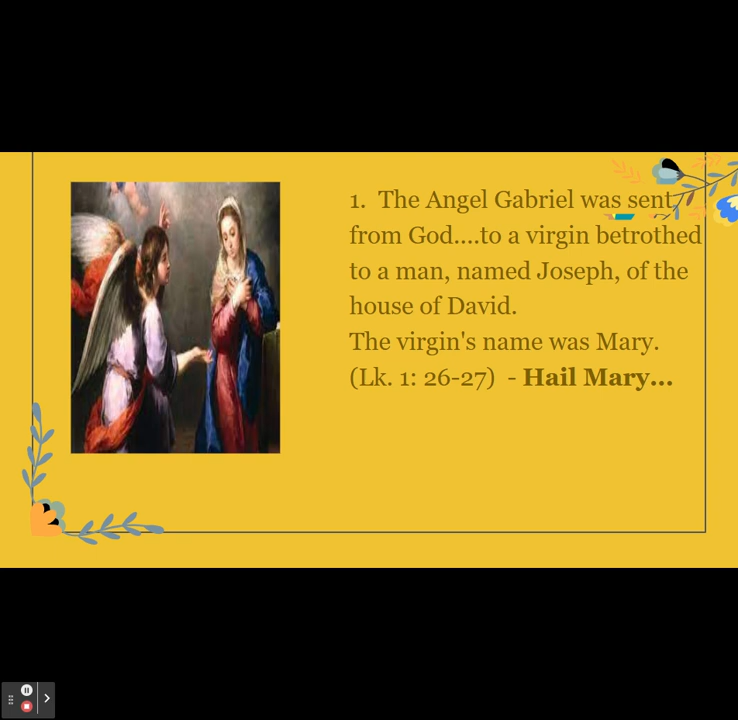 1.  The Angel Gabriel was sent
from God....to a virgin betrothed
to a man, named Joseph, of the
house of David.
The virgin's name was Mary.
(Lk. 1: 26-27)  - Hail Mary...